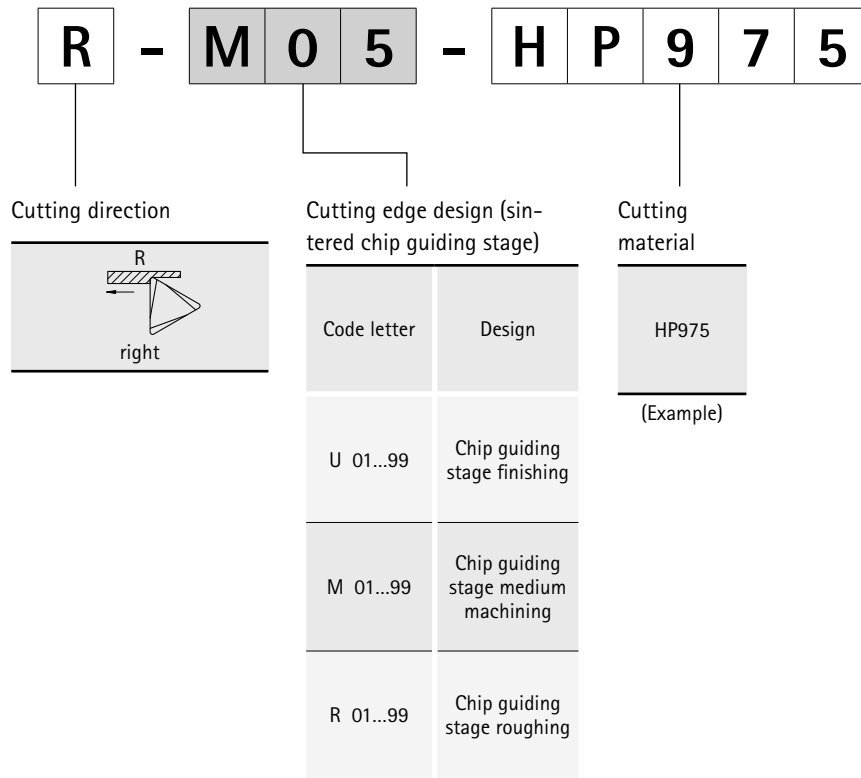 R - M 0 5 - H P 9 7 5
Cutting direction
R
right
Cutting edge design (sin-
tered chip guiding stage)
Code letter Design
U 01...99 Chip guiding
stage finishing
M 01...99 Chip guiding
stage medium
machining
R 01...99 Chip guiding
stage roughing
Cutting
material
HP975
(Example)